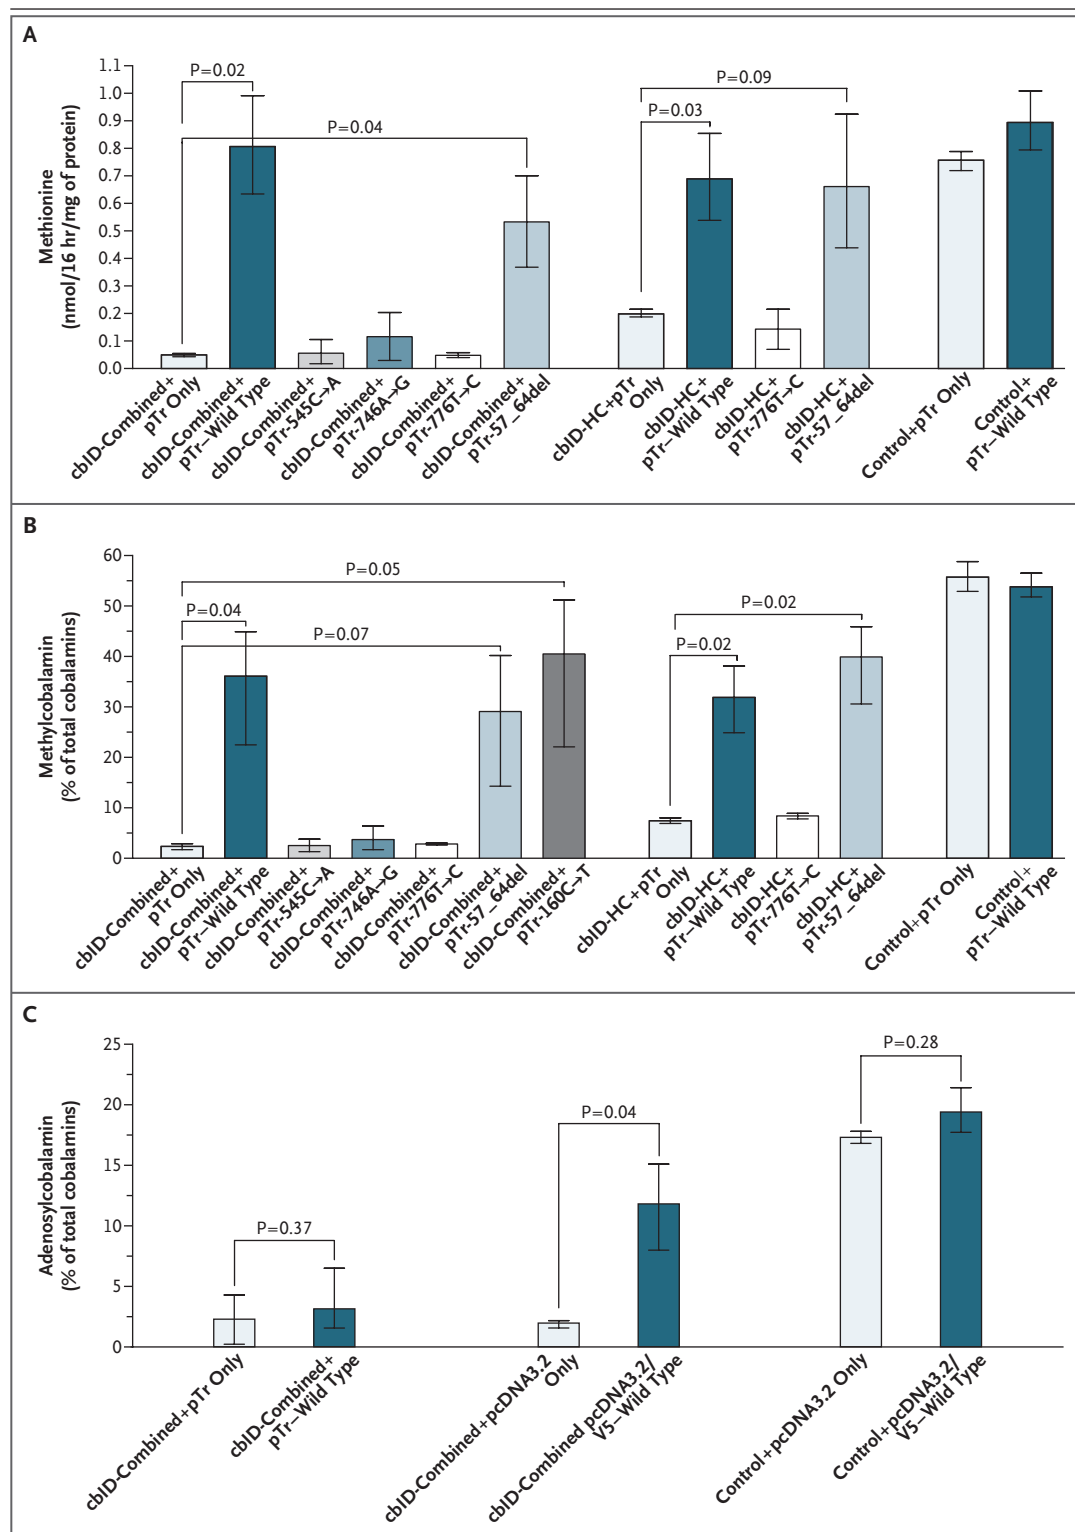 A
Methionine
(nmol/16 hr/mg of protein)
1.1
1.0
0.9
0.8
0.7
0.6
0.5
0.4
0.3
0.2
0.1
0.0
P=0.02
P=0.04
P=0.09
P=0.03
cblD-Combined+
pTr Only
cblD-Combined+
pTr–Wild Type
cblD-Combined+
pTr-545C→A
cblD-Combined+
pTr-746A→G
cblD-Combined+
pTr-776T→C
cblD-Combined+
pTr-57_64del
cblD-HC+pTr
Only
cblD-HC+
pTr–Wild Type
cblD-HC+
pTr-776T→C
cblD-HC+
pTr-57_64del
Control+pTr Only
Control+
pTr–Wild Type
B
Methylcobalamin
(% of total cobalamins)
60
50
40
30
20
10
0
P=0.05
P=0.04
P=0.07
P=0.02
P=0.02
cblD-Combined+
pTr Only
cblD-Combined+
pTr–Wild Type
cblD-Combined+
pTr-545C→A
cblD-Combined+
pTr-746A→G
cblD-Combined+
pTr-776T→C
cblD-Combined+
pTr-57_64del
cblD-Combined+
pTr-160C→T
cblD-HC+pTr
Only
cblD-HC+
pTr–Wild Type
cblD-HC+
pTr-776T→C
cblD-HC+
pTr-57_64del
Control+pTr Only
Control+
pTr–Wild Type
C
Adenosylcobalamin
(% of total cobalamins)
25
20
15
10
5
0
P=0.37
P=0.04
P=0.28
cblD-Combined+pTr Only
cblD-Combined+
pTr–Wild Type
cblD-Combined+pcDNA3.2
Only
cblD-Combined pcDNA3.2/
V5–Wild Type
Control+pcDNA3.2 Only
Control+pcDNA3.2/
V5–Wild Type